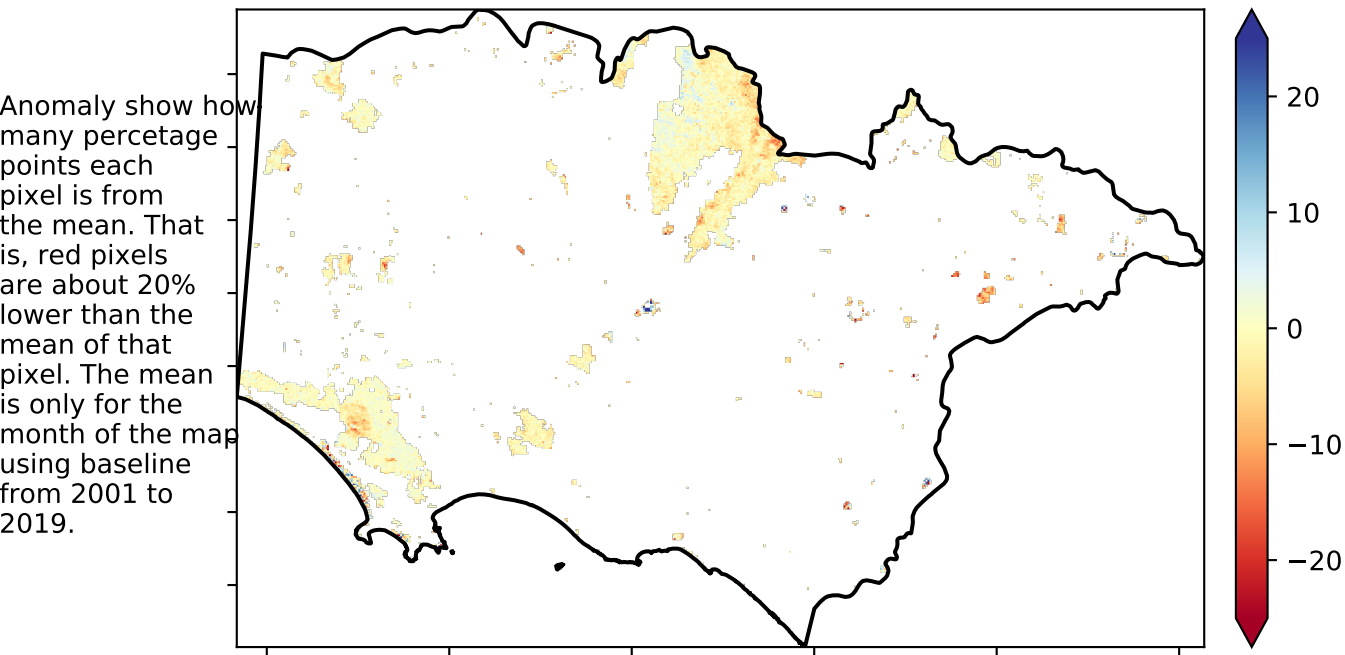 Anomaly show how
many percetage
points each
pixel is from
the mean. That
is, red pixels
are about 20%
lower than the
mean of that
pixel. The mean
is only for the
month of the map
using baseline
from 2001 to
2019.
20
10
0
−10
−20